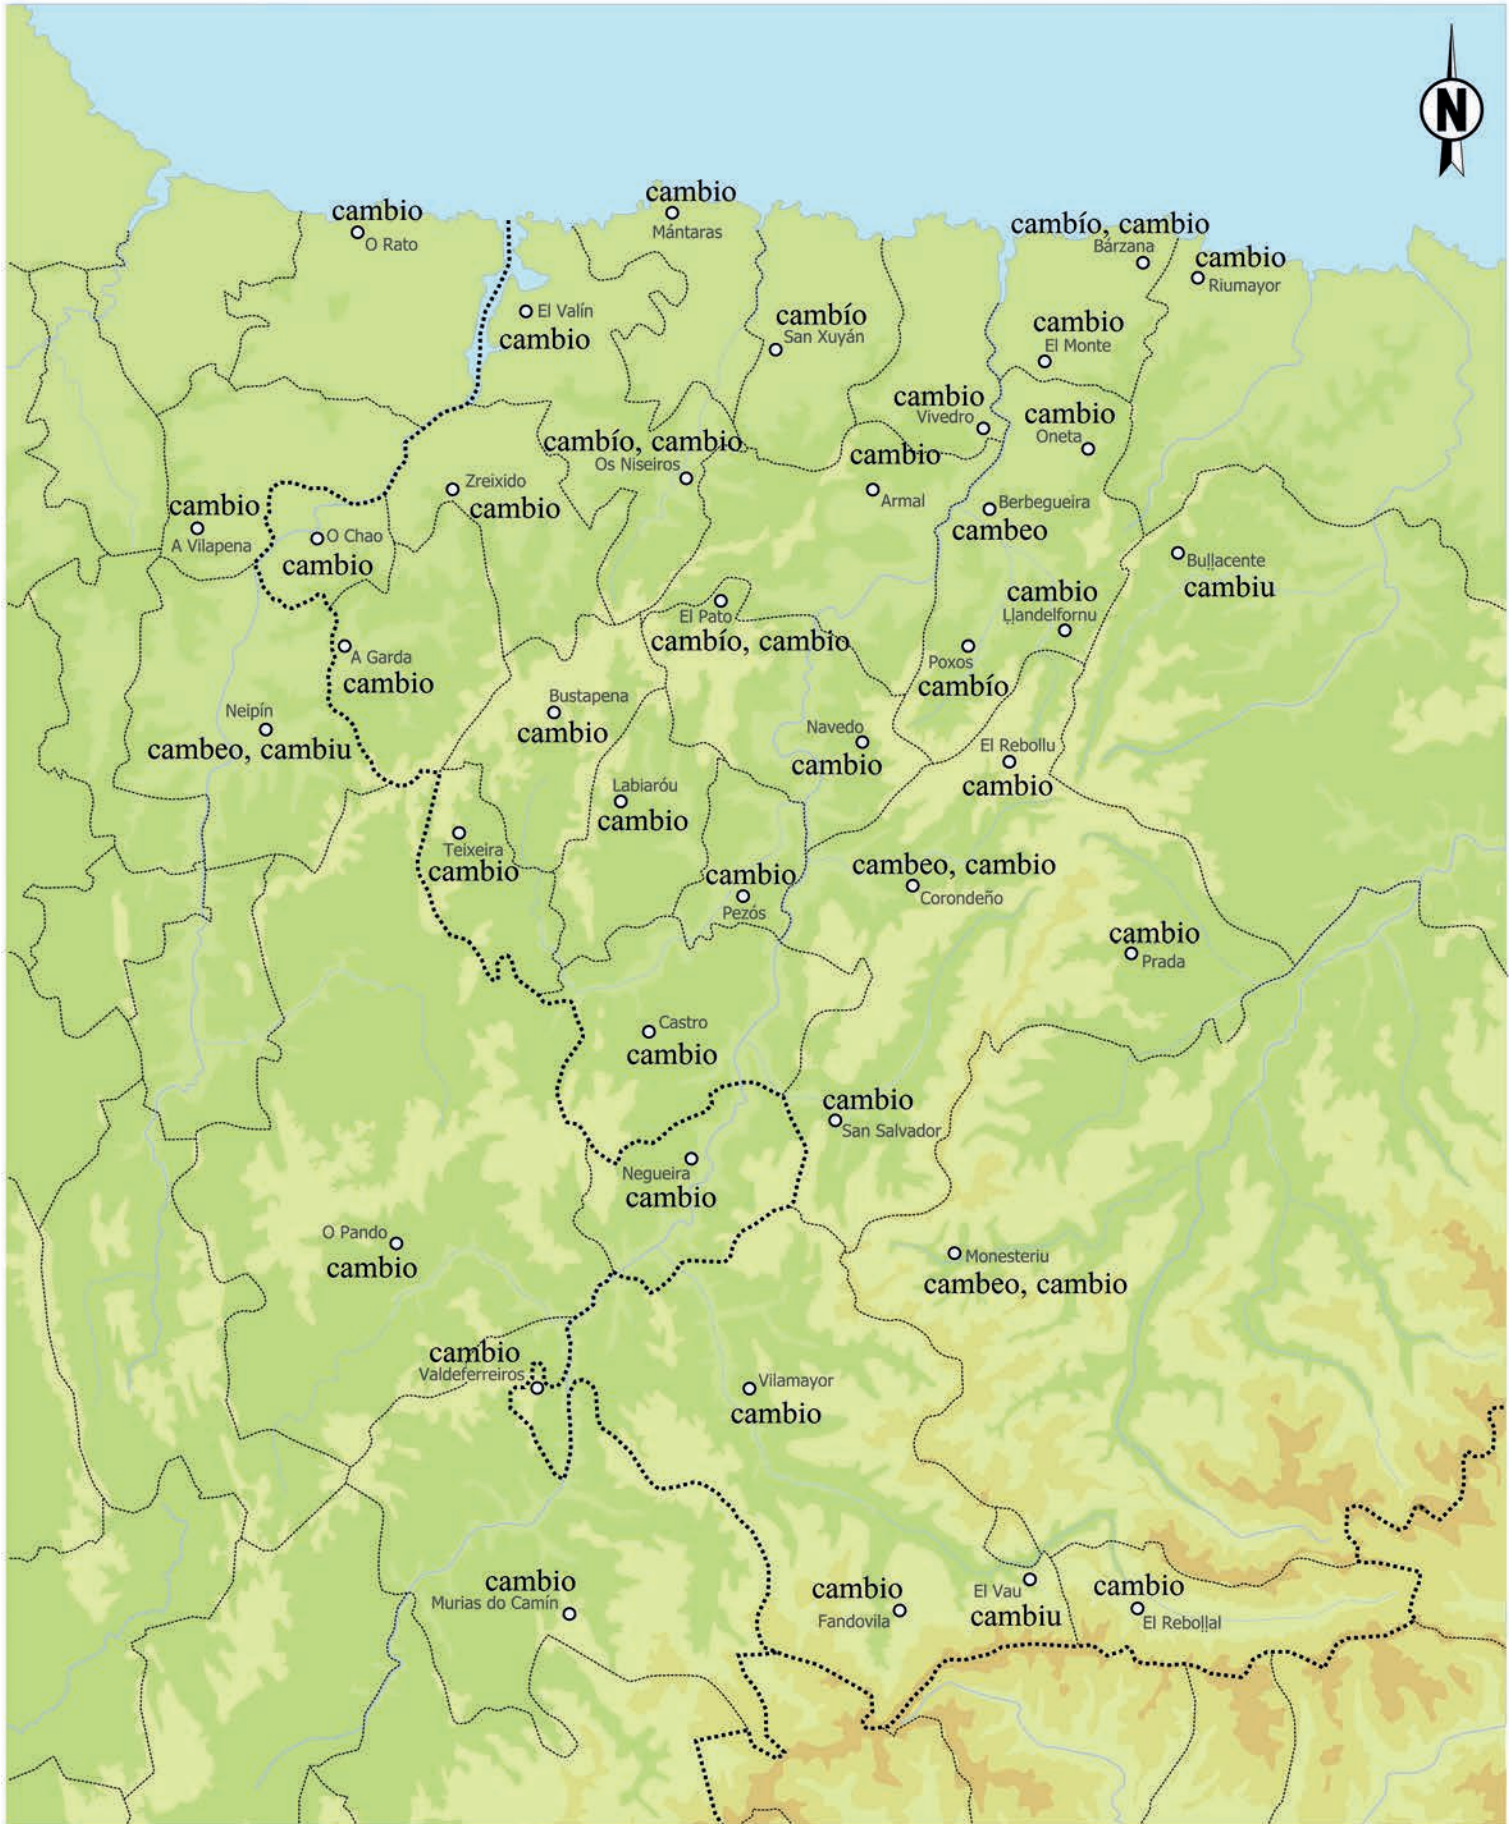 N
cambio
Mántaras
cambio
O Rato
cambío, cambio
Bárzana
cambio
Riumayor
El Valín
cambio
cambío
San Xuyán
cambio
El Monte
cambio
Vivedro
cambio
Oneta
cambío, cambio
Os Niseiros
cambio
Armal
Zreixido
cambio
cambio
A Vilapena
O Chao
cambio
Berbegueira
cambeo
Buḷḷacente
cambiu
cambio
Ḷḷandelfornu
El Pato
cambío, cambio
A Garda
cambio
Poxos
cambío
Bustapena
cambio
Neipín
cambeo, cambiu
Navedo
cambio
El Rebollu
cambio
Labiaróu
cambio
Teixeira
cambio
cambio
Pezós
cambeo, cambio
Corondeño
cambio
Prada
Castro
cambio
cambio
San Salvador
Negueira
cambio
O Pando
cambio
Monesteriu
cambeo, cambio
cambio
Valdeferreiros
Vilamayor
cambio
cambio
Murias do Camín
cambio
Fandovila
El Vau
cambiu
cambio
El Reboḷḷal